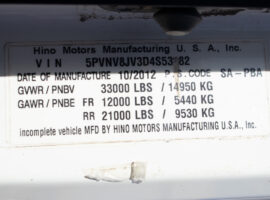 Hino Motors Manufacturing U. S. A., Inc.
VIN
DATE OF MANUFACTURE 10/2012 P.S. CODE SA-PBA
GVWR / PNBV 33000 LBS / 14950 KG
GAWR / PNBE FR 12000 LBS / 5440 KG
RR 21000 LBS / 9530 KG
incomplete vehicle MFD BY HINO MOTORS MANUFACTURING U.S.A., INC.